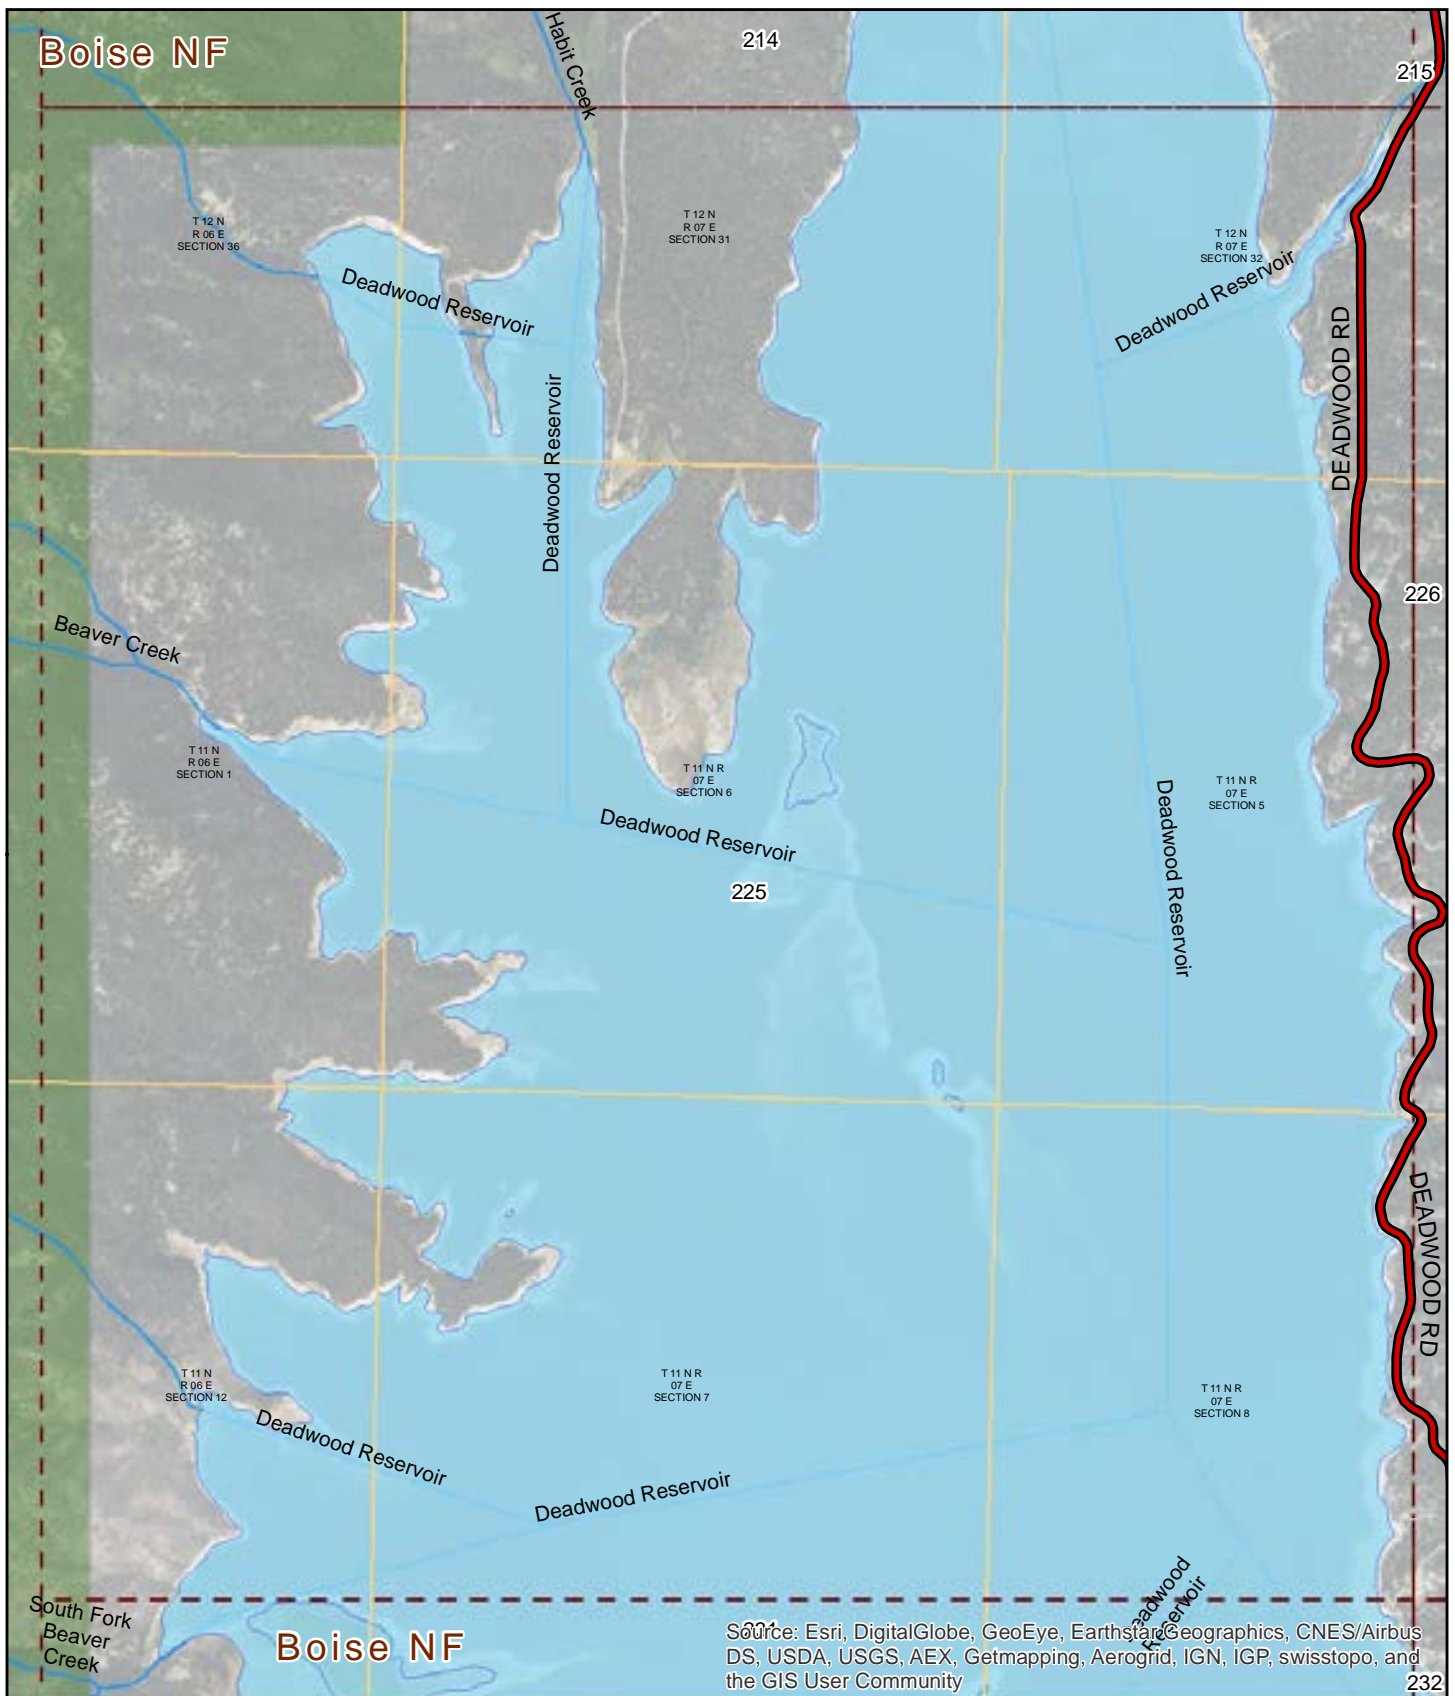 Boise NF
Habit Creek
214
215
T 12 N
R 06 E
SECTION 36
T 12 N
R 07 E
SECTION 31
T 12 N
R 07 E
SECTION 32
Deadwood Reservoir
Deadwood Reservoir
DEADWOOD RD
Deadwood Reservoir
226
Beaver Creek
T 11 N
R 06 E
SECTION 1
T 11 N R
07 E
SECTION 6
T 11 N R
07 E
SECTION 5
Deadwood Reservoir
Deadwood Reservoir
225
DEADWOOD RD
T 11 N
R 06 E
SECTION 12
T 11 N R
07 E
SECTION 7
T 11 N R
07 E
SECTION 8
Deadwood Reservoir
Deadwood Reservoir
Reservoir
South Fork
Beaver
Creek
Boise NF
Source: Esri, DigitalGlobe, GeoEye, Earthstar Geographics, CNES/Airbus
DS, USDA, USGS, AEX, Getmapping, Aerogrid, IGN, IGP, swisstopo, and
the GIS User Community
232